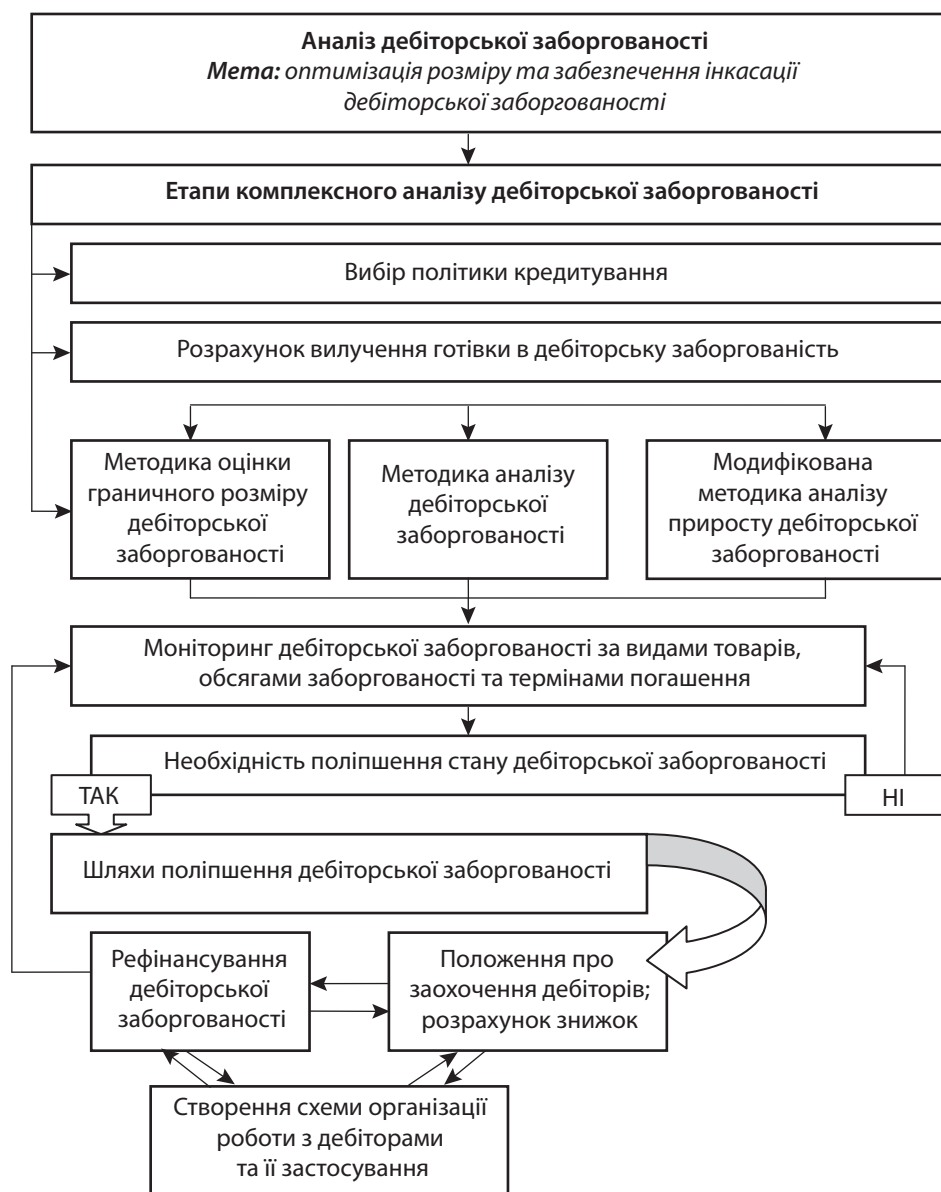 Аналіз дебіторської заборгованості
Мета: оптимізація розміру та забезпечення інкасації
дебіторської заборгованості
Етапи комплексного аналізу дебіторської заборгованості
Вибір політики кредитування
Розрахунок вилучення готівки в дебіторську заборгованість
Методика оцінки
граничного розміру
дебіторської
заборгованості
Методика аналізу
дебіторської
заборгованості
Модифікована
методика аналізу
приросту дебіторської
заборгованості
Моніторинг дебіторської заборгованості за видами товарів,
обсягами заборгованості та термінами погашення
Необхідність поліпшення стану дебіторської заборгованості
ТАК
НІ
Шляхи поліпшення дебіторської заборгованості
Рефінансування
дебіторської
заборгованості
Положення про
заохочення дебіторів;
розрахунок знижок
Створення схеми організації
роботи з дебіторами
та її застосування